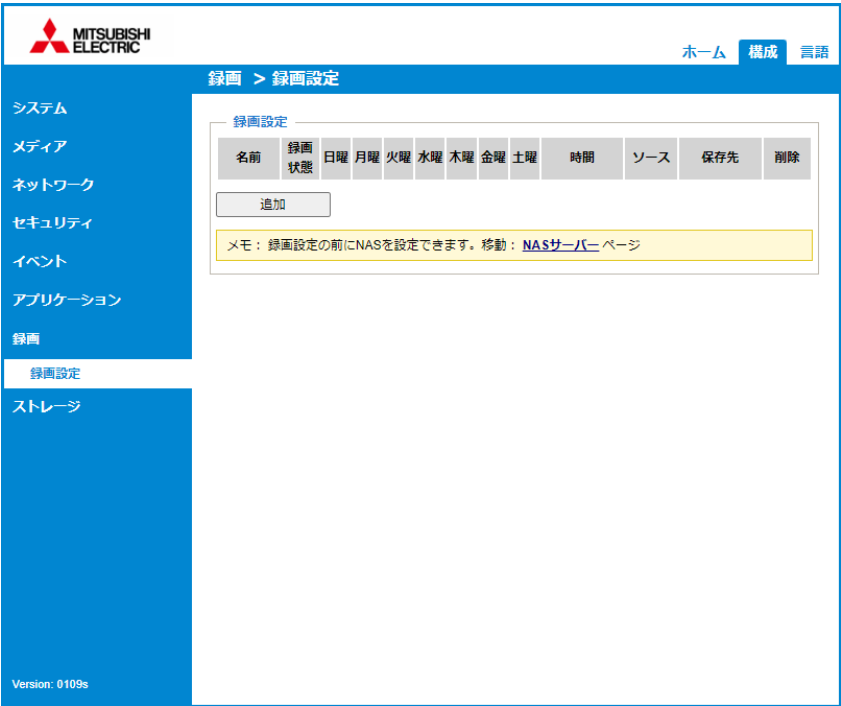 MITSUBISHI
ELECTRIC
ホーム 構成 言語
録画 > 録画設定
システム
メディア
ネットワーク
セキュリティ
イベント
アプリケーション
録画
録画設定
ストレージ
Version: 0109s
録画設定
名前 録画状態 日曜 月曜 火曜 水曜 木曜 金曜 土曜 時間 ソース 保存先 削除
追加
メモ： 録画設定の前にNASを設定できます。移動： NASサーバー ページ